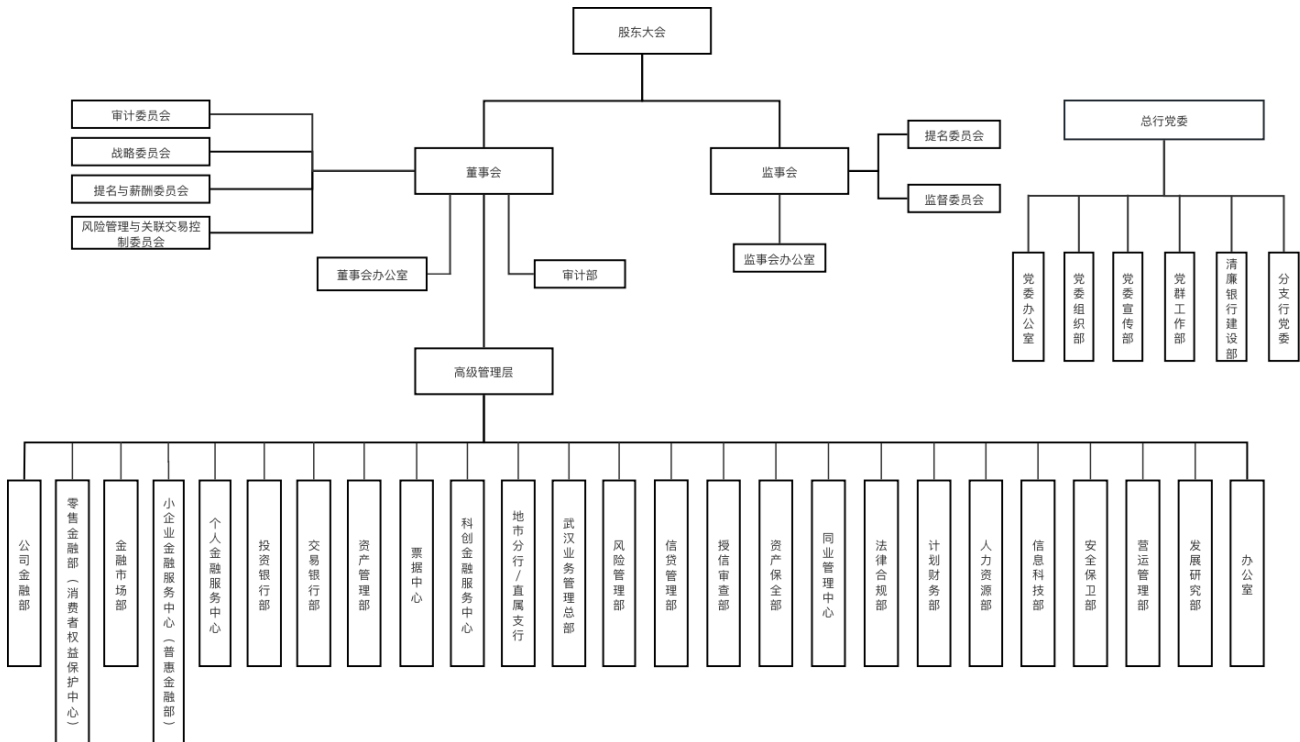 股东大会
审计委员会
战略委员会
提名与薪酬委员会
风险管理与关联交易控
制委员会
董事会
监事会
提名委员会
监督委员会
总行党委
董事会办公室
审计部
监事会办公室
党委办公室
党委组织部
党委宣传部
党群工作部
清廉银行建设部
分支行党委
高级管理层
公司金融部
零售金融部（消费者权益保护中心）
金融市场部
小企业金融服务中心（普惠金融部）
个人金融服务中心
投资银行部
交易银行部
资产管理部
票据中心
科创金融服务中心
地市分行/直属支行
武汉业务管理总部
风险管理部
信贷管理部
授信审查部
资产保全部
同业管理中心
法律合规部
计划财务部
人力资源部
信息科技部
安全保卫部
营运管理部
发展研究部
办公室